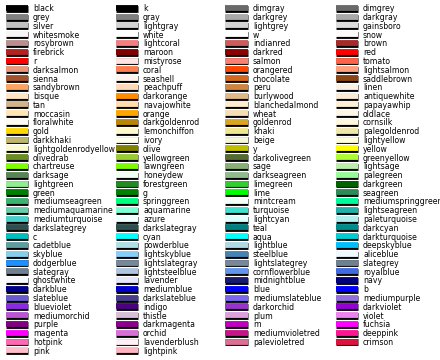 black k dimgray dimgrey
grey gray darkgrey darkgray
silver lightgray lightgrey gainsboro
whitesmoke white w snow
rosybrown lightcoral indianred brown
firebrick maroon darkred red
r mistyrose salmon tomato
darksalmon coral orangered lightsalmon
sienna seashell chocolate saddlebrown
sandybrown peachpuff peru linen
bisque darkorange burlywood antiquewhite
tan navajowhite blanchedalmond papayawhip
moccasin orange wheat oldlace
floralwhite darkgoldenrod goldenrod cornsilk
gold lemonchiffon khaki palegoldenrod
darkkhaki ivory beige lightyellow
lightgoldenrodyellow olive y yellow
olivedrab yellowgreen darkolivegreen greenyellow
chartreuse lawngreen sage lightsage
darksage honeydew darkseagreen palegreen
lightgreen forestgreen limegreen darkgreen
green g lime seagreen
mediumseagreen springgreen mintcream mediumspringgreen
mediumaquamarine aquamarine turquoise lightseagreen
mediumturquoise azure lightcyan paleturquoise
darkslategrey darkslategray teal darkcyan
c cyan aqua darkturquoise
cadetblue powderblue lightblue deepskyblue
skyblue lightskyblue steelblue aliceblue
dodgerblue lightslategray lightslategrey slategrey
slategray lightsteelblue cornflowerblue royalblue
ghostwhite lavender midnightblue navy
darkblue mediumblue blue b
slateblue darkslateblue mediumslateblue mediumpurple
blueviolet indigo darkorchid darkviolet
mediumorchid thistle plum violet
purple darkmagenta m fuchsia
magenta orchid mediumvioletred deeppink
hotpink lavenderblush palevioletred crimson
pink lightpink